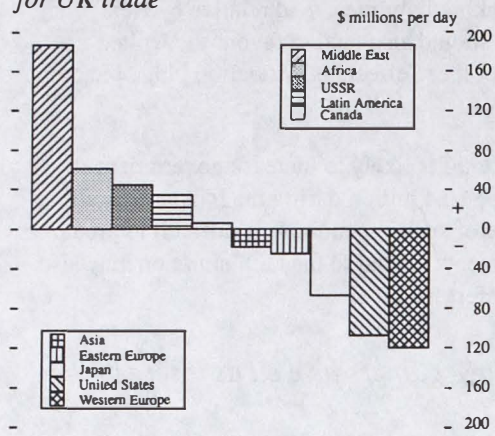 for UK trade
$ millions per day
200
160
120
80
40
+
0
–
40
80
120
160
200
Middle East
Africa
USSR
Latin America
Canada
Asia
Eastern Europe
Japan
United States
Western Europe